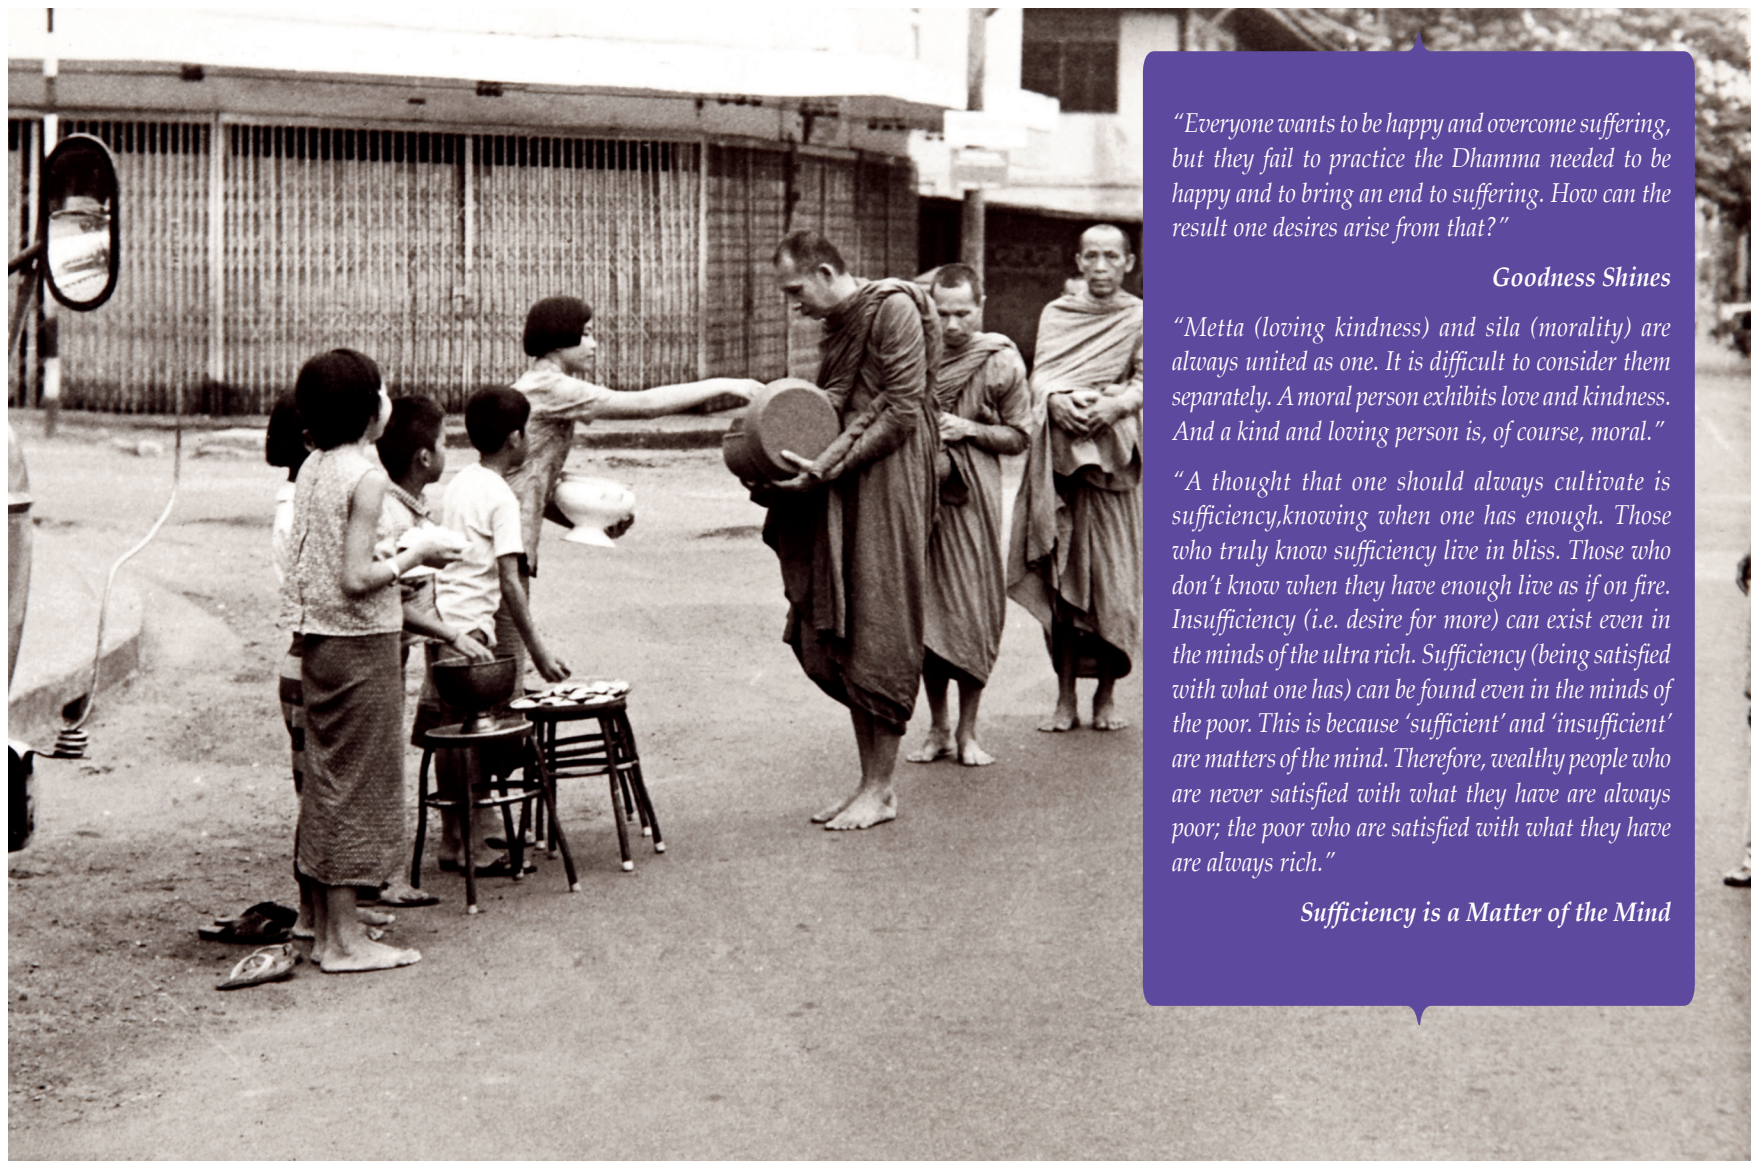 “Everyone wants to be happy and overcome suffering,
but they fail to practice the Dhamma needed to be
happy and to bring an end to suffering. How can the
result one desires arise from that?”
Goodness Shines
“Metta (loving kindness) and sila (morality) are
always united as one. It is difficult to consider them
separately. A moral person exhibits love and kindness.
And a kind and loving person is, of course, moral.”
“A thought that one should always cultivate is
sufficiency,knowing when one has enough. Those
who truly know sufficiency live in bliss. Those who
don’t know when they have enough live as if on fire.
Insufficiency (i.e. desire for more) can exist even in
the minds of the ultra rich. Sufficiency (being satisfied
with what one has) can be found even in the minds of
the poor. This is because ‘sufficient’ and ‘insufficient’
are matters of the mind. Therefore, wealthy people who
are never satisfied with what they have are always
poor; the poor who are satisfied with what they have
are always rich.”
Sufficiency is a Matter of the Mind